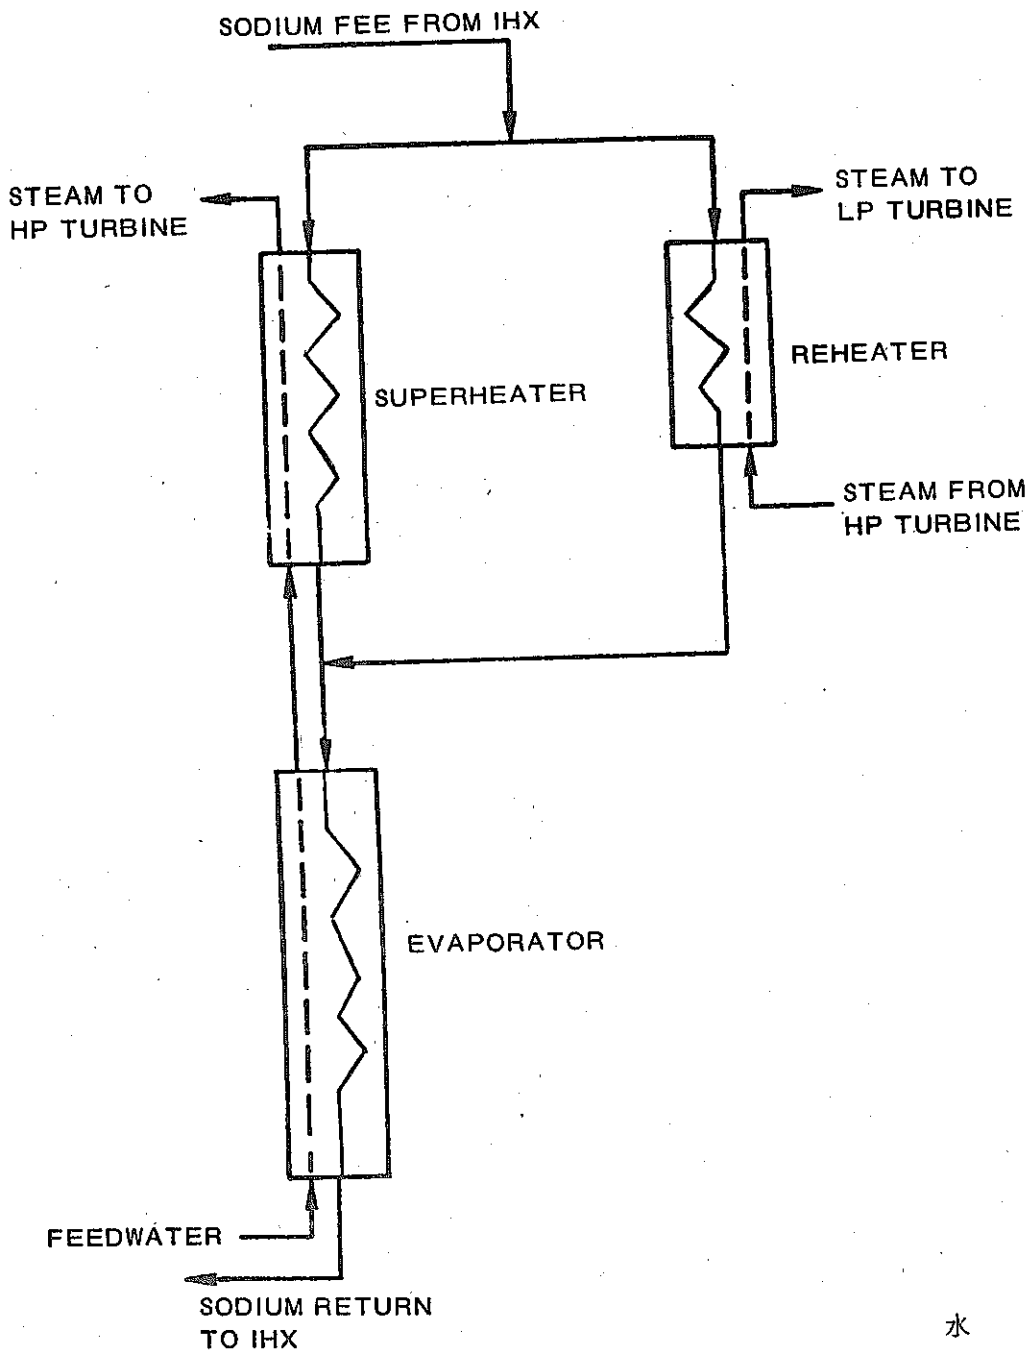 SODIUM FEE FROM IHX
STEAM TO
HP TURBINE
STEAM TO
LP TURBINE
REHEATER
SUPERHEATER
STEAM FROM
HP TURBINE
EVAPORATOR
FEEDWATER
SODIUM RETURN
TO IHX
水